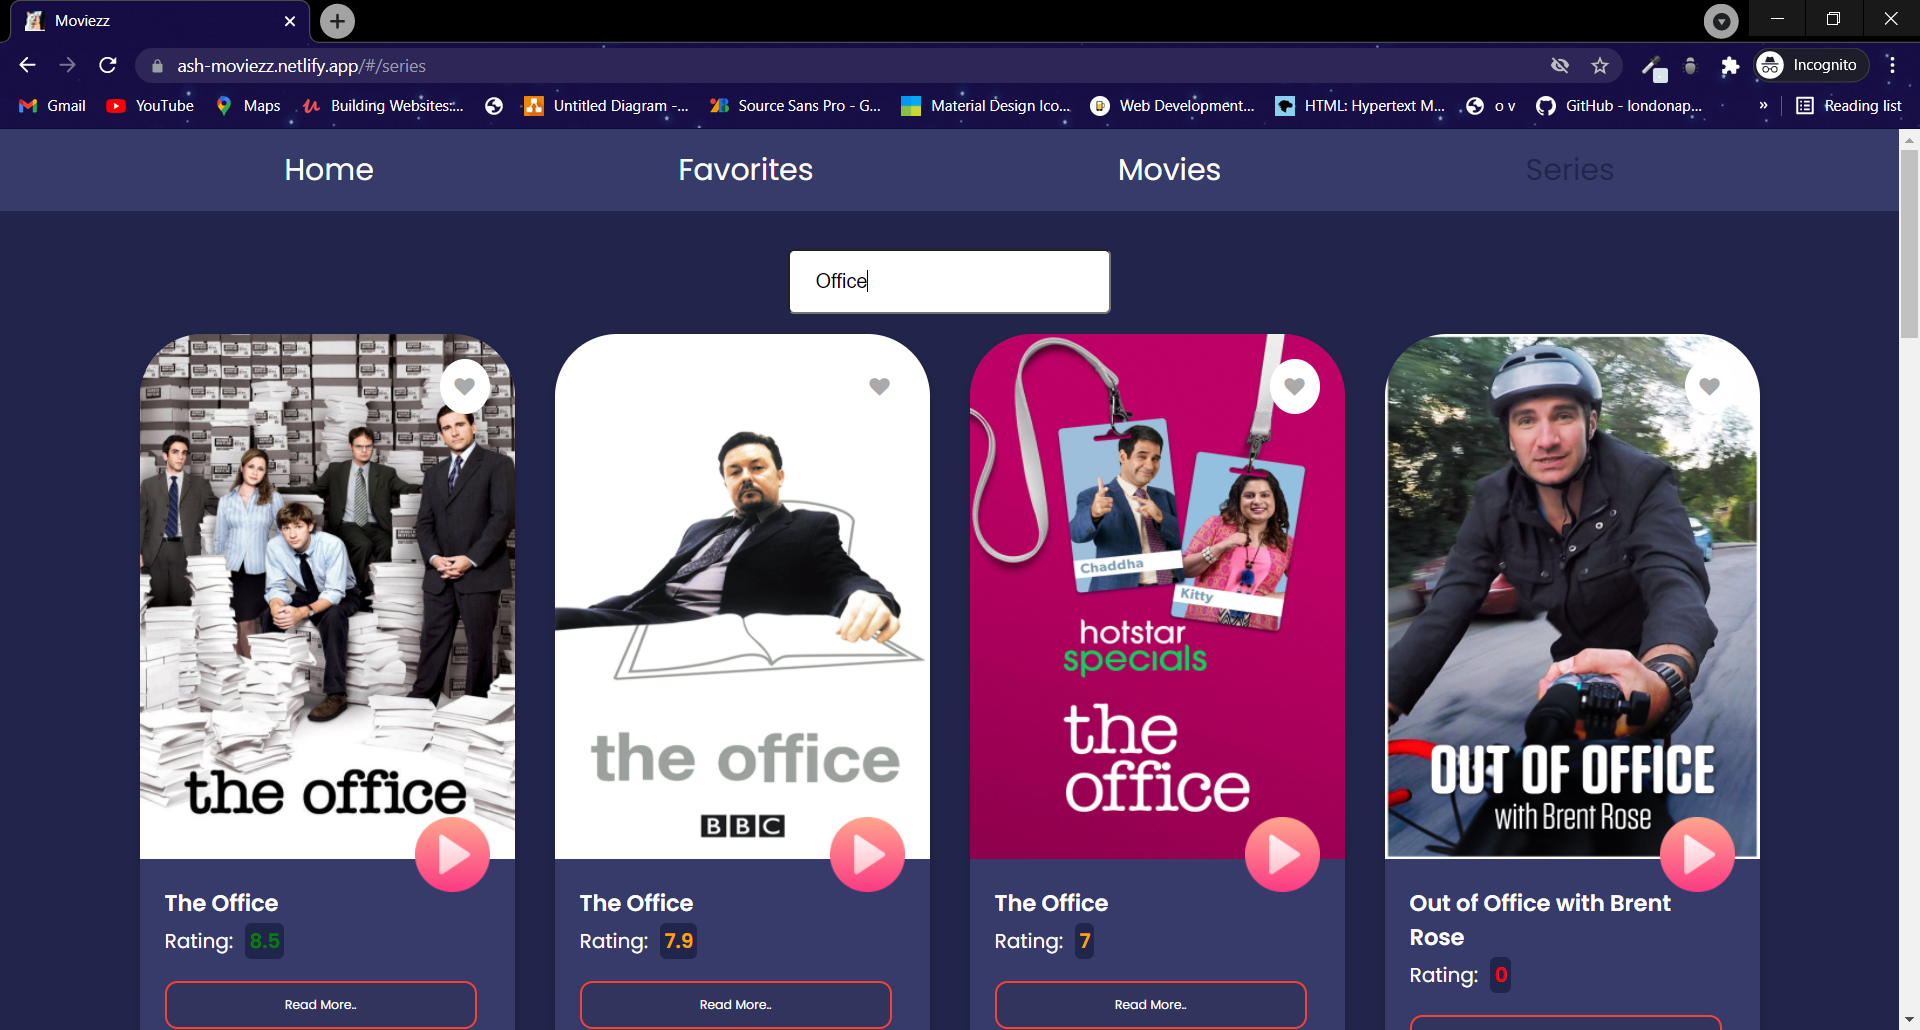 Moviezz
ash-moviezz.netlify.app/#/series
Incognito
Gmail
YouTube
Maps
Building Websites:...
Untitled Diagram -...
Source Sans Pro - G...
Material Design Ico...
Web Development...
HTML: Hypertext M...
o v
GitHub - londonap...
»
Reading list
Home
Favorites
Movies
Series
Office
the office
the office
BBC
Chaddha
Kitty
hotstar
specials
the
office
OUT OF OFFICE
with Brent Rose
The Office
Rating: 8.5
Read More..
The Office
Rating: 7.9
Read More..
The Office
Rating: 7
Read More..
Out of Office with Brent
Rose
Rating: 0